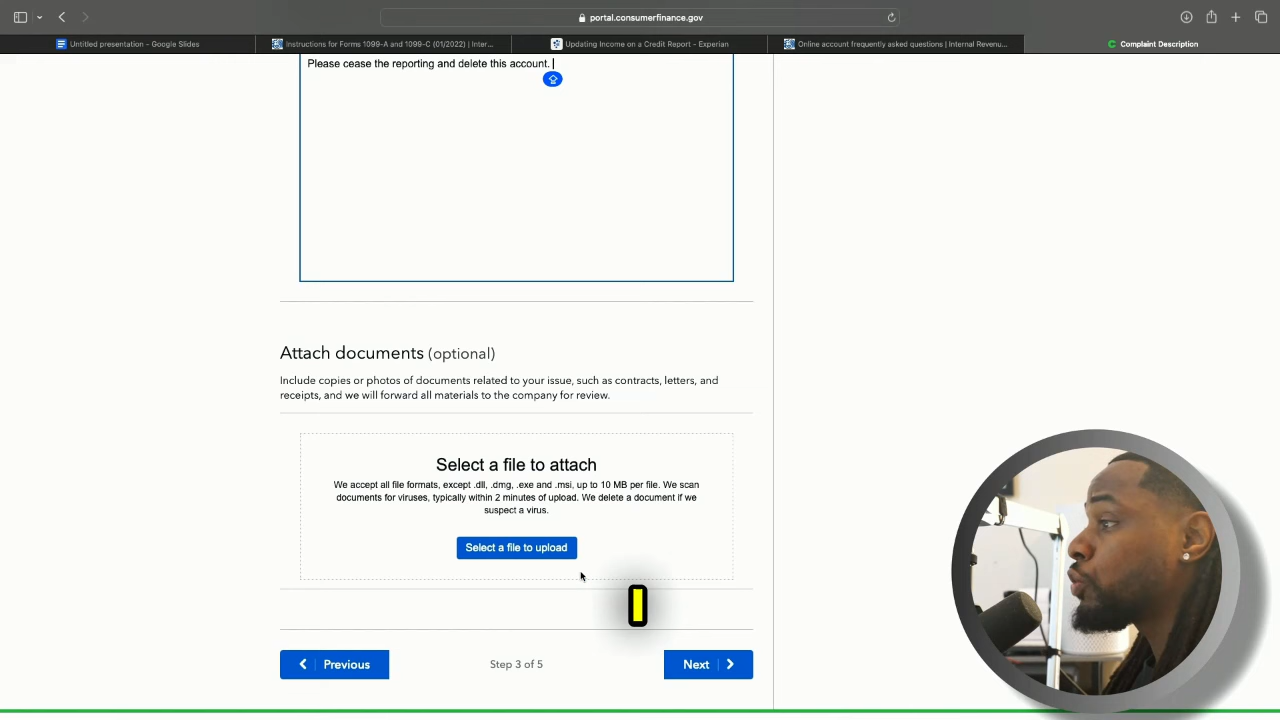 portal.consumerfinance.gov
Untitled presentation - Google Slides
Instructions for Forms 1099-A and 1099-C (01/2022) | Inter...
Updating Income on a Credit Report - Experian
Online account frequently asked questions | Internal Revenu...
Complaint Description
Please cease the reporting and delete this account.
Attach documents (optional)
Include copies or photos of documents related to your issue, such as contracts, letters, and
receipts, and we will forward all materials to the company for review.
Select a file to attach
We accept all file formats, except .dll, .dmg, .exe and .msi, up to 10 MB per file. We scan
documents for viruses, typically within 2 minutes of upload. We delete a document if we
suspect a virus.
Select a file to upload
I
Previous
Step 3 of 5
Next